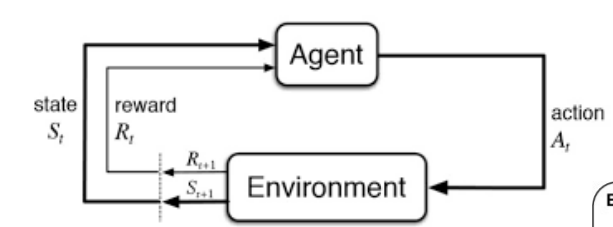 Agent
state
S_t
reward
R_t
action
A_t
R_{t+1}
S_{t+1}
Environment
E